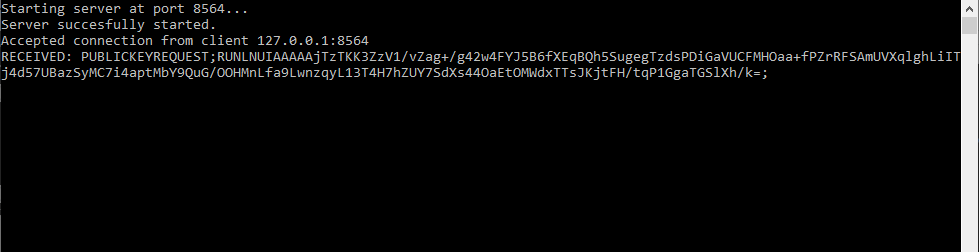 Starting server at port 8564...
Server succesfully started.
Accepted connection from client 127.0.0.1:8564
RECEIVED: PUBLICKEYREQUEST;RUNLNUIAAAAAjTzTKK3ZzV1/vZag+/g42w4FYJ5B6fXEqBQh5SugegTzdsPDiGaVUCFMHOaa+fPZrRFSAmUVXqlghLiIT
j4d57UBazSyMC7i4aptMbY9QuG/OOHMnLfa9LwnzqyL13T4H7hZUY7SdXs44OaEtOMWdxTTsJKjtFH/tqP1GgaTGSlXh/k=;